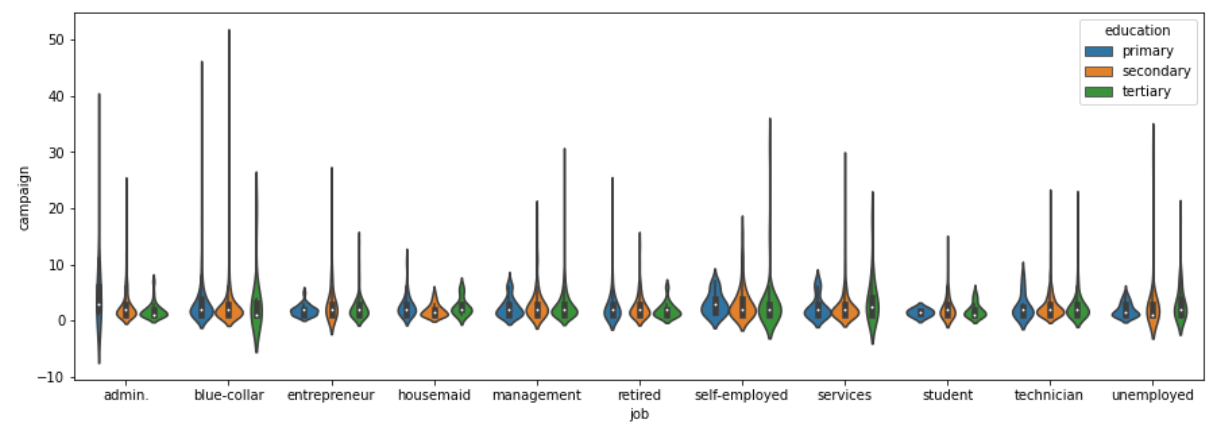 education
primary
secondary
tertiary
50
40
30
20
10
0
−10
campaign
admin. blue-collar entrepreneur housemaid management retired self-employed services student technician unemployed
job